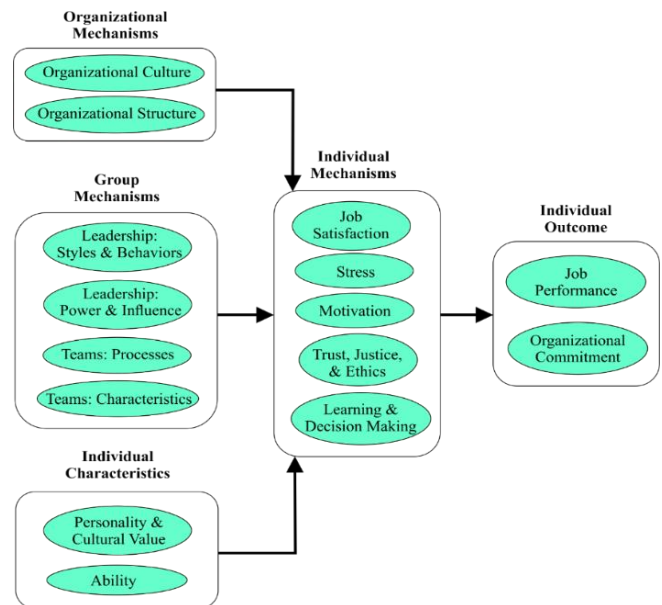 Organizational
Mechanisms
Organizational Culture
Organizational Structure
Group
Mechanisms
Leadership:
Styles & Behaviors
Leadership:
Power & Influence
Teams: Processes
Teams: Characteristics
Individual
Characteristics
Personality &
Cultural Value
Ability
Individual
Mechanisms
Job
Satisfaction
Stress
Motivation
Trust, Justice,
& Ethics
Learning &
Decision Making
Individual
Outcome
Job
Performance
Organizational
Commitment